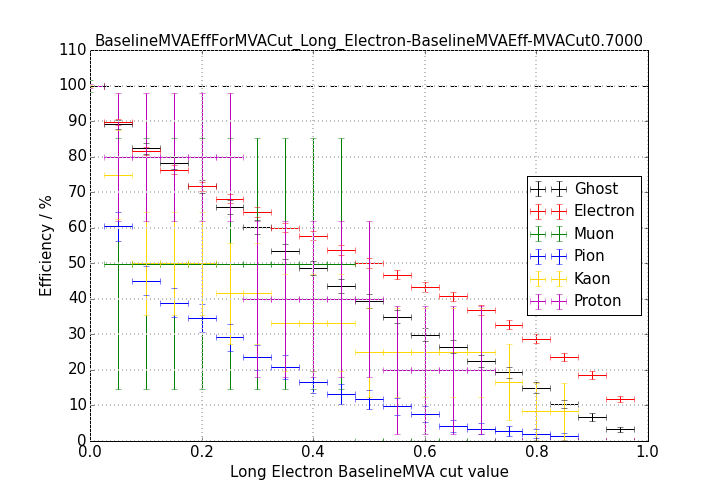 BaselineMVAEffForMVACut_Long_Electron-BaselineMVAEff-MVACut0.7000
110
100
90
80
70
60
50
40
30
20
10
0
Efficiency / %
Ghost
Electron
Muon
Pion
Kaon
Proton
0.0 0.2 0.4 0.6 0.8 1.0
Long Electron BaselineMVA cut value